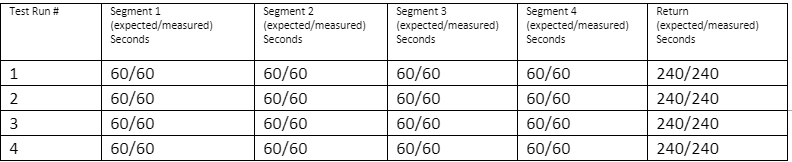 Test Run # Segment 1 (expected/measured) Seconds Segment 2 (expected/measured) Seconds Segment 3 (expected/measured) Seconds Segment 4 (expected/measured) Seconds Return (expected/measured) Seconds
1 60/60 60/60 60/60 60/60 240/240
2 60/60 60/60 60/60 60/60 240/240
3 60/60 60/60 60/60 60/60 240/240
4 60/60 60/60 60/60 60/60 240/240